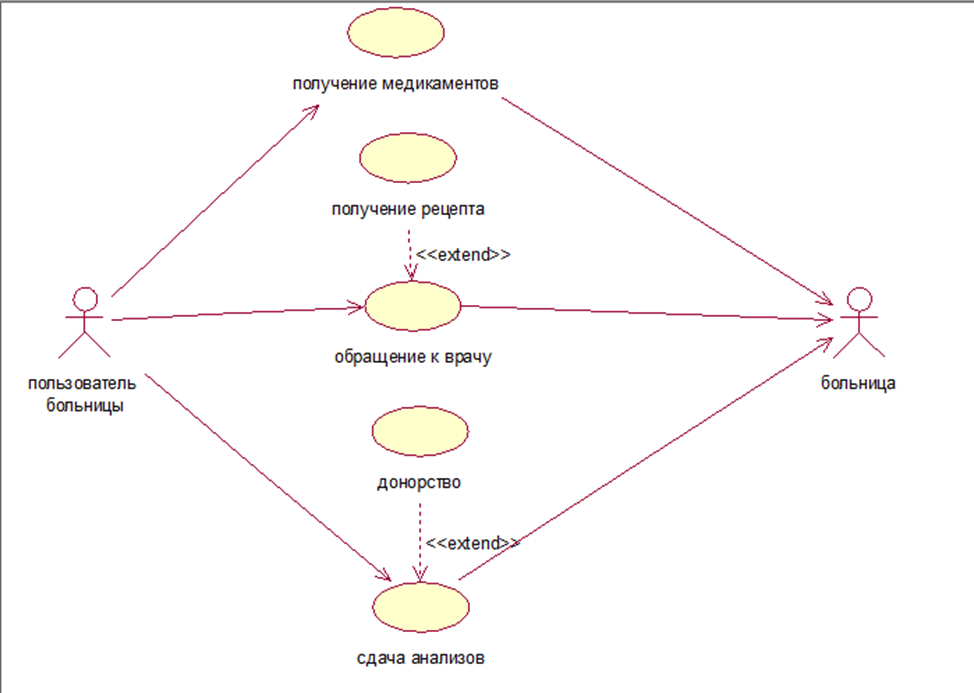 получение медикаментов
получение рецепта
<<extend>>
обращение к врачу
пользователь
больницы
больница
донорство
<<extend>>
сдача анализов